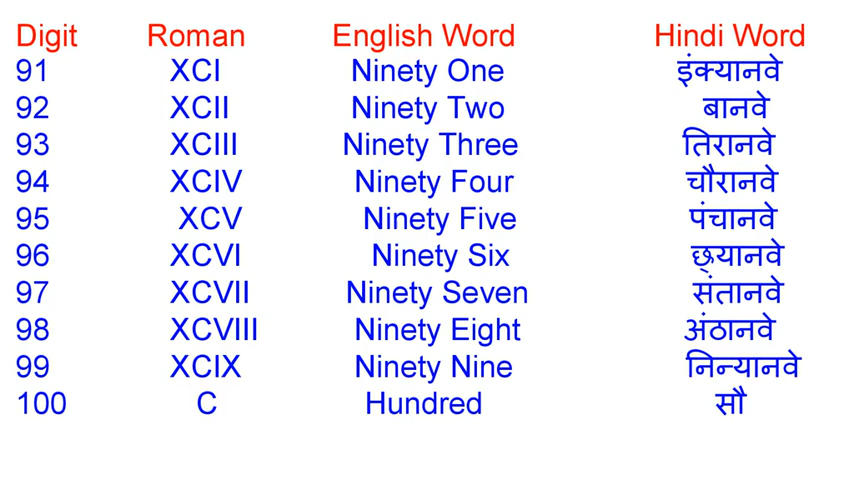 Digit Roman English Word Hindi Word
91 XCI Ninety One इंक्यानवे
92 XCII Ninety Two बानवे
93 XCIII Ninety Three तिरानवे
94 XCIV Ninety Four चौरानवे
95 XCV Ninety Five पंचानवे
96 XCVI Ninety Six छ्यानवे
97 XCVII Ninety Seven संतानवे
98 XCVIII Ninety Eight अंठानवे
99 XCIX Ninety Nine निन्यानवे
100 C Hundred सौ